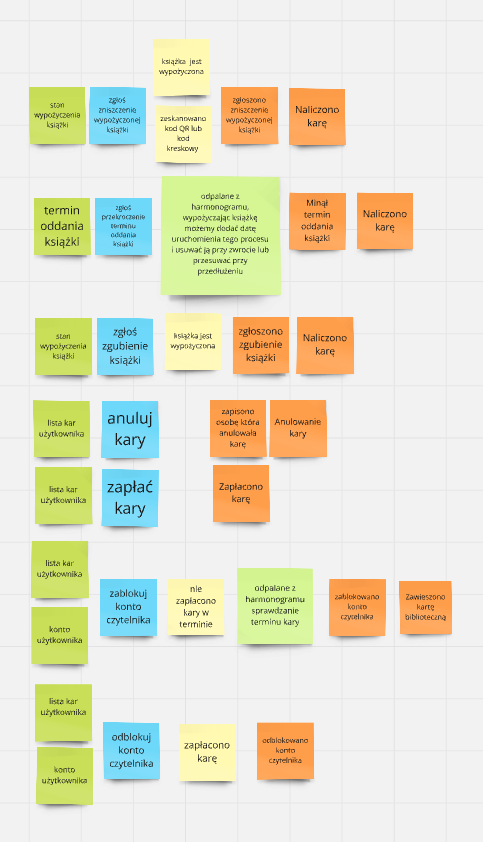 książka jest
wypożyczona
stan
wypożyczenia
książki
zgłoś
zniszczenie
wypożyczonej
książki
zeskanowano
kod QR lub
kod
kreskowy
zgłoszono
zniszczenie
wypożyczonej
książki
Naliczono
karę
termin
oddania
książki
zgłoś
przekroczenie
terminu
oddania
książki
odpalane z
harmonogramu,
wypożyczając książkę
możemy dodać datę
uruchomienia tego procesu
i usuwać ją przy zwrocie lub
przesuwać przy
przedłużeniu
Minął
termin
oddania
książki
Naliczono
karę
stan
wypożyczenia
książki
zgłoś
zgubienie
książki
książka jest
wypożyczona
zgłoszono
zgubienie
książki
Naliczono
karę
lista kar
użytkownika
anuluj
kary
zapisano
osobę która
anulowała
karę
Anulowanie
kary
lista kar
użytkownika
zapłać
kary
Zapłacono
karę
lista kar
użytkownika
konto
użytkownika
zablokuj
konto
czytelnika
nie
zapłacono
kary w
terminie
odpalane z
harmonogramu
sprawdzanie
terminu kary
zablokowano
konto
czytelnika
Zawieszono
kartę
biblioteczną
lista kar
użytkownika
konto
użytkownika
odblokuj
konto
czytelnika
zapłacono
karę
odblokowano
konto
czytelnika